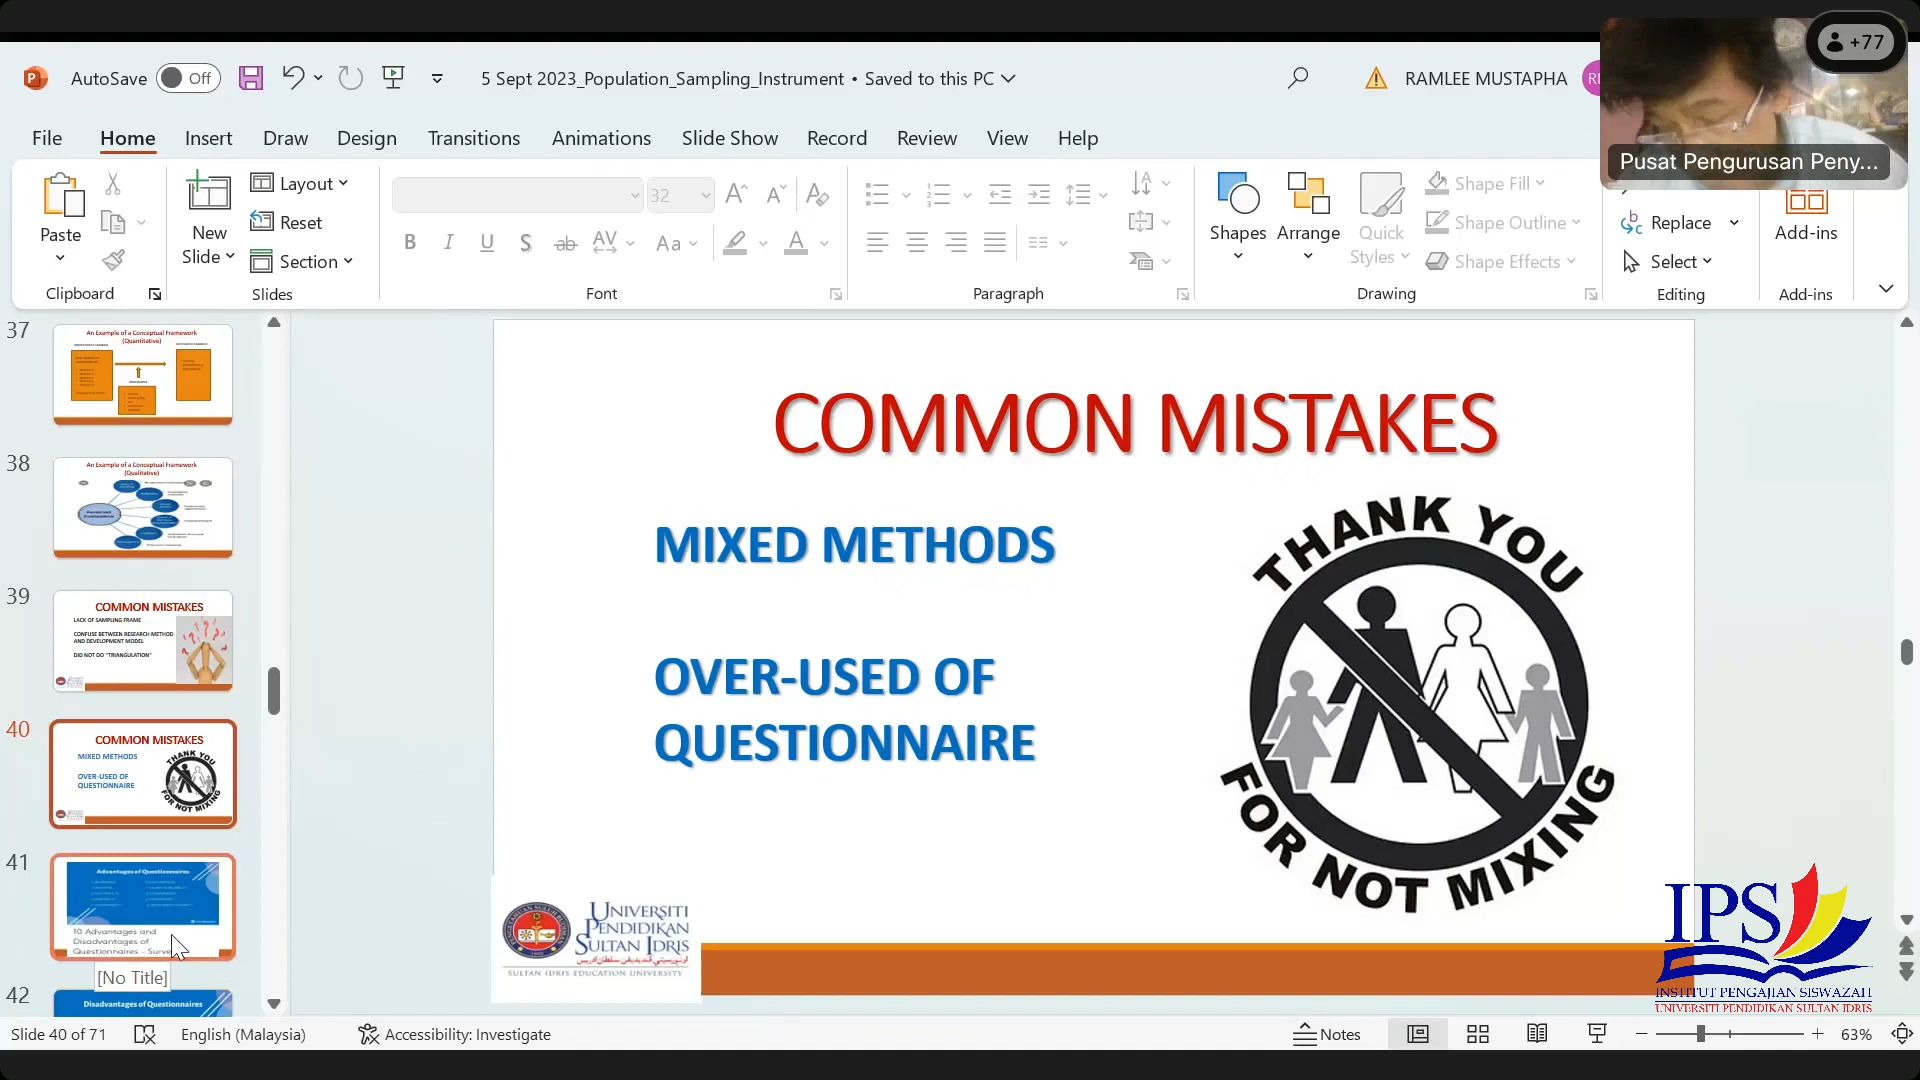 +77
AutoSave Off
5 Sept 2023_Population_Sampling_Instrument • Saved to this PC
RAMLEE MUSTAPHA
Pusat Pengurusan Peny...
File Home Insert Draw Design Transitions Animations Slide Show Record Review View Help
Paste
Clipboard
New Slide
Layout
Reset
Section
Slides
32
Font
Paragraph
Shapes
Arrange
Quick Styles
Shape Fill
Shape Outline
Shape Effects
Drawing
Replace
Select
Editing
Add-ins
Add-ins
37
An Example of a Conceptual Framework
(Quantitative)
38
An Example of a Conceptual Framework
(Qualitative)
39
COMMON MISTAKES
LACK OF SAMPLING FRAME
CONFUSE BETWEEN RESEARCH METHOD
AND DEVELOPMENT MODEL
DID NOT DO "TRIANGULATION"
40
COMMON MISTAKES
MIXED METHODS
OVER-USED OF
QUESTIONNAIRE
THANK YOU
FOR NOT MIXING
41
Advantages of Questionnaires
10 Advantages and
Disadvantages of
Questionnaires - Surve
[No Title]
42
Disadvantages of Questionnaires
COMMON MISTAKES
MIXED METHODS
OVER-USED OF
QUESTIONNAIRE
THANK YOU
FOR NOT MIXING
UNIVERSITI
PENDIDIKAN
SULTAN IDRIS
اونيۏرسيتي ڤنديديقن سلطان ادريس
SULTAN IDRIS EDUCATION UNIVERSITY
IPS
INSTITUT PENGAJIAN SISWAZAH
UNIVERSITI PENDIDIKAN SULTAN IDRIS
Slide 40 of 71
English (Malaysia)
Accessibility: Investigate
Notes
63%